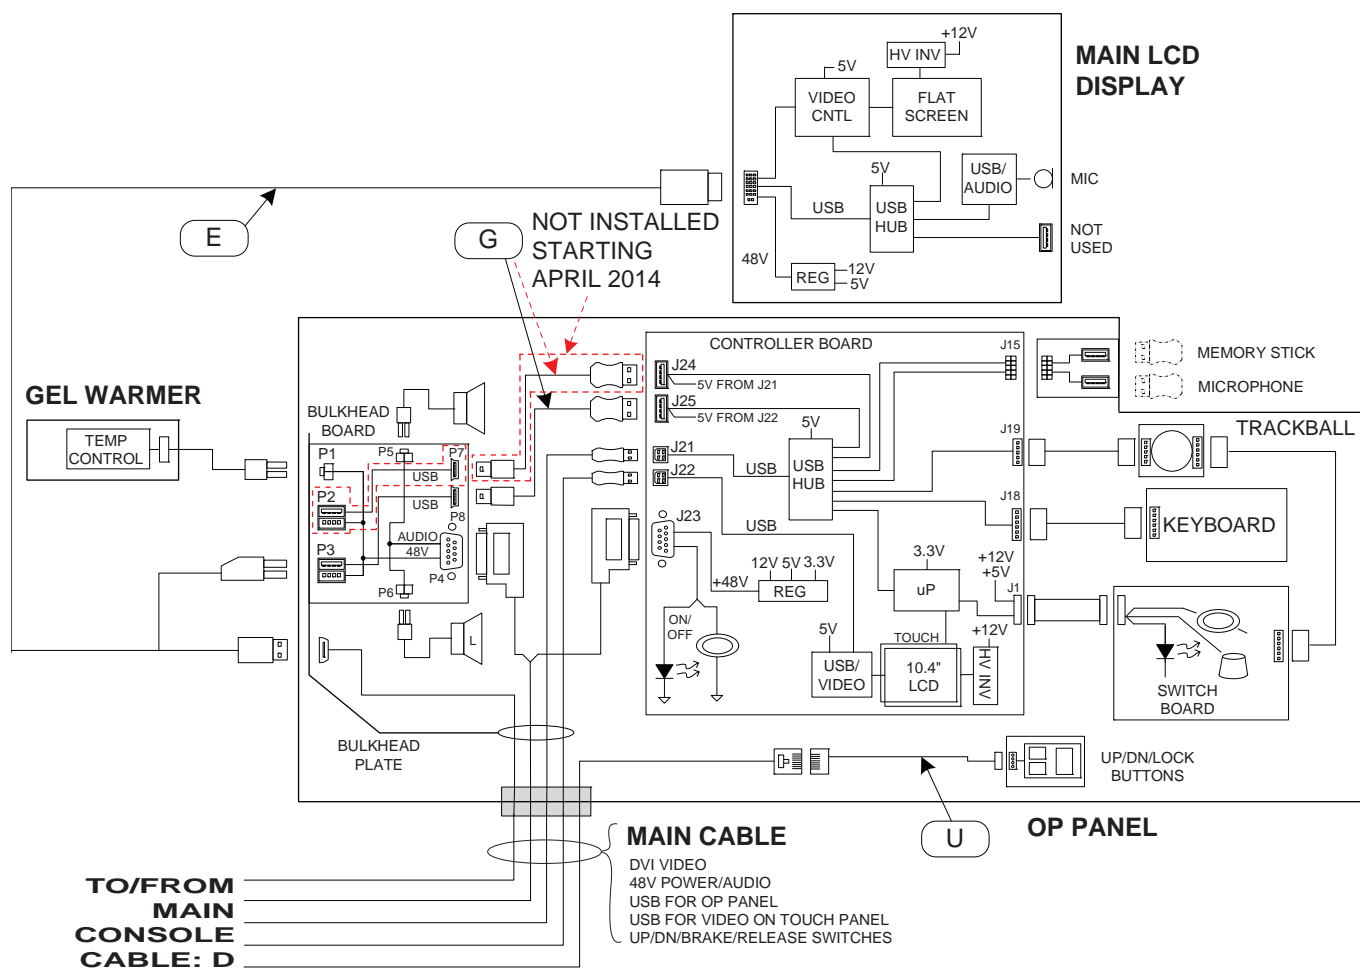 +12V
HV INV
MAIN LCD
DISPLAY
5V
VIDEO
CNTL
FLAT
SCREEN
5V
USB/
AUDIO
MIC
USB
USB
HUB
NOT
USED
48V
REG
12V
5V
E
G
NOT INSTALLED
STARTING
APRIL 2014
CONTROLLER BOARD
J15
J24
5V FROM J21
MEMORY STICK
MICROPHONE
GEL WARMER
TEMP
CONTROL
BULKHEAD
BOARD
J25
5V FROM J22
5V
J19
TRACKBALL
P1
P5
P7
USB
J21
J22
USB
USB
HUB
P2
USB
P8
J18
KEYBOARD
J23
USB
AUDIO
48V
P3
P4
P6
3.3V
+12V
+5V
12V 5V 3.3V
+48V
REG
uP
J1
ON/
OFF
L
5V
TOUCH
+12V
USB/
VIDEO
10.4"
LCD
HV INV
SWITCH
BOARD
BULKHEAD
PLATE
UP/DN/LOCK
BUTTONS
U
OP PANEL
MAIN CABLE
DVI VIDEO
48V POWER/AUDIO
USB FOR OP PANEL
USB FOR VIDEO ON TOUCH PANEL
UP/DN/BRAKE/RELEASE SWITCHES
TO/FROM
MAIN
CONSOLE
CABLE: D